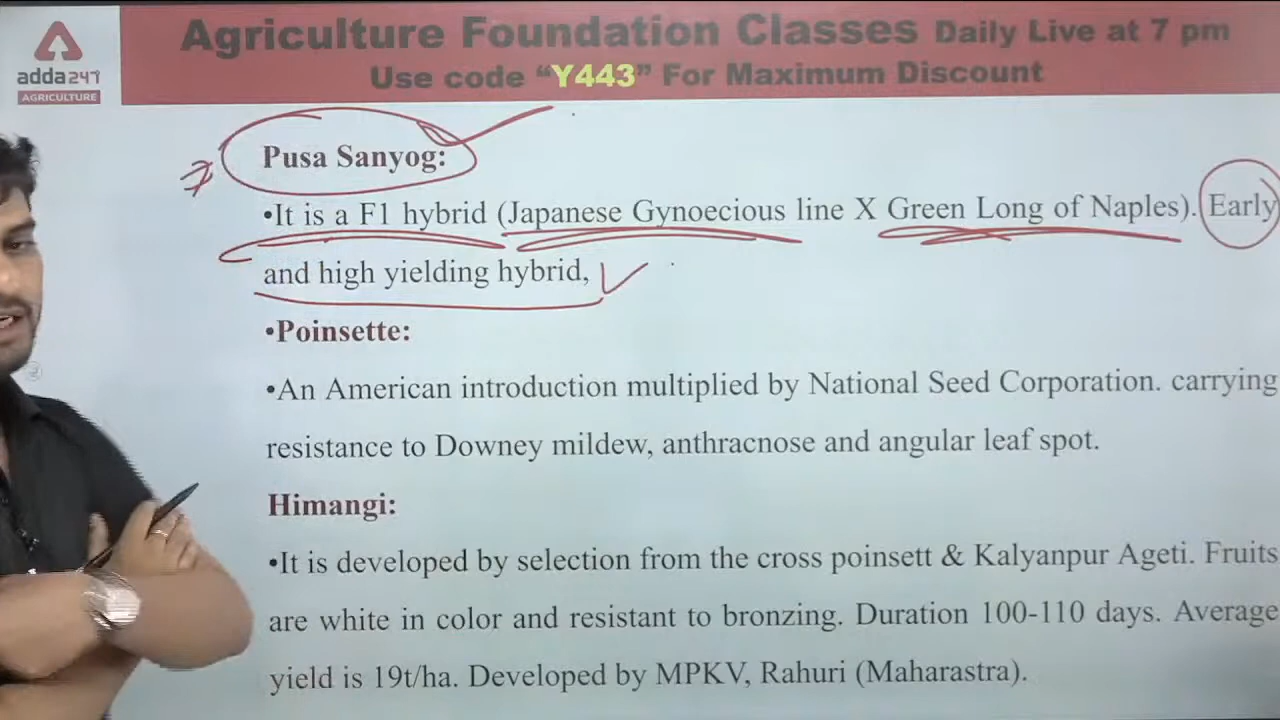 Agriculture Foundation Classes Daily Live at 7 pm
Use code “Y443” For Maximum Discount
adda247
AGRICULTURE
Pusa Sanyog:
•It is a F1 hybrid (Japanese Gynoecious line X Green Long of Naples). Early
and high yielding hybrid,
•Poinsette:
•An American introduction multiplied by National Seed Corporation. carrying
resistance to Downey mildew, anthracnose and angular leaf spot.
Himangi:
•It is developed by selection from the cross poinsett & Kalyanpur Ageti. Fruits
are white in color and resistant to bronzing. Duration 100-110 days. Average
yield is 19t/ha. Developed by MPKV, Rahuri (Maharastra).